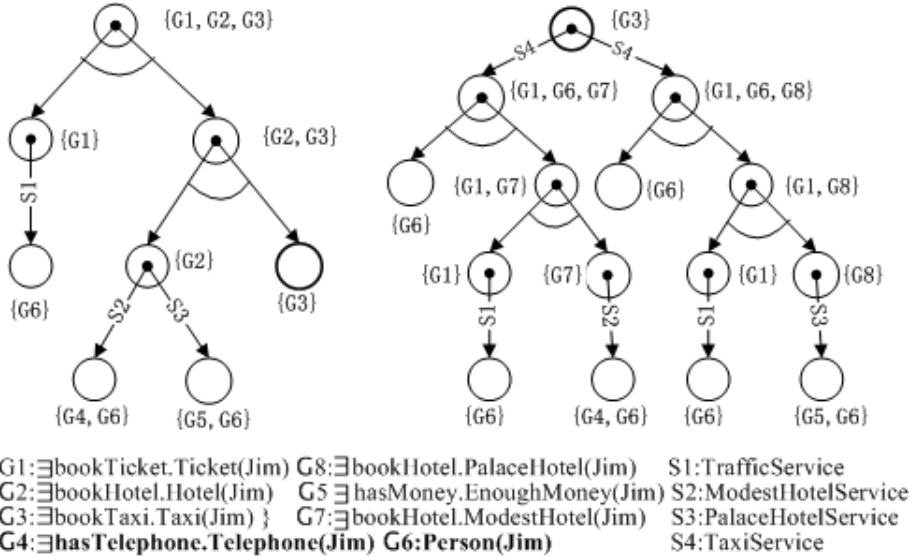 {G1, G2, G3}
{G1}
{G2, G3}
S1
{G6}
{G2}
{G3}
S2
S3
{G4, G6}
{G5, G6}
{G3}
S4
S4
{G1, G6, G7}
{G1, G6, G8}
{G6}
{G1, G7}
{G6}
{G1, G8}
{G1}
{G7}
{G1}
{G8}
S1
S2
S1
S3
{G6}
{G4, G6}
{G6}
{G5, G6}
G1:∃bookTicket.Ticket(Jim) G8:∃bookHotel.PalaceHotel(Jim) S1:TrafficService
G2:∃bookHotel.Hotel(Jim) G5 ∃hasMoney.EnoughMoney(Jim) S2:ModestHotelService
G3:∃bookTaxi.Taxi(Jim) } G7:∃bookHotel.ModestHotel(Jim) S3:PalaceHotelService
G4:∃hasTelephone.Telephone(Jim) G6:Person(Jim) S4:TaxiService